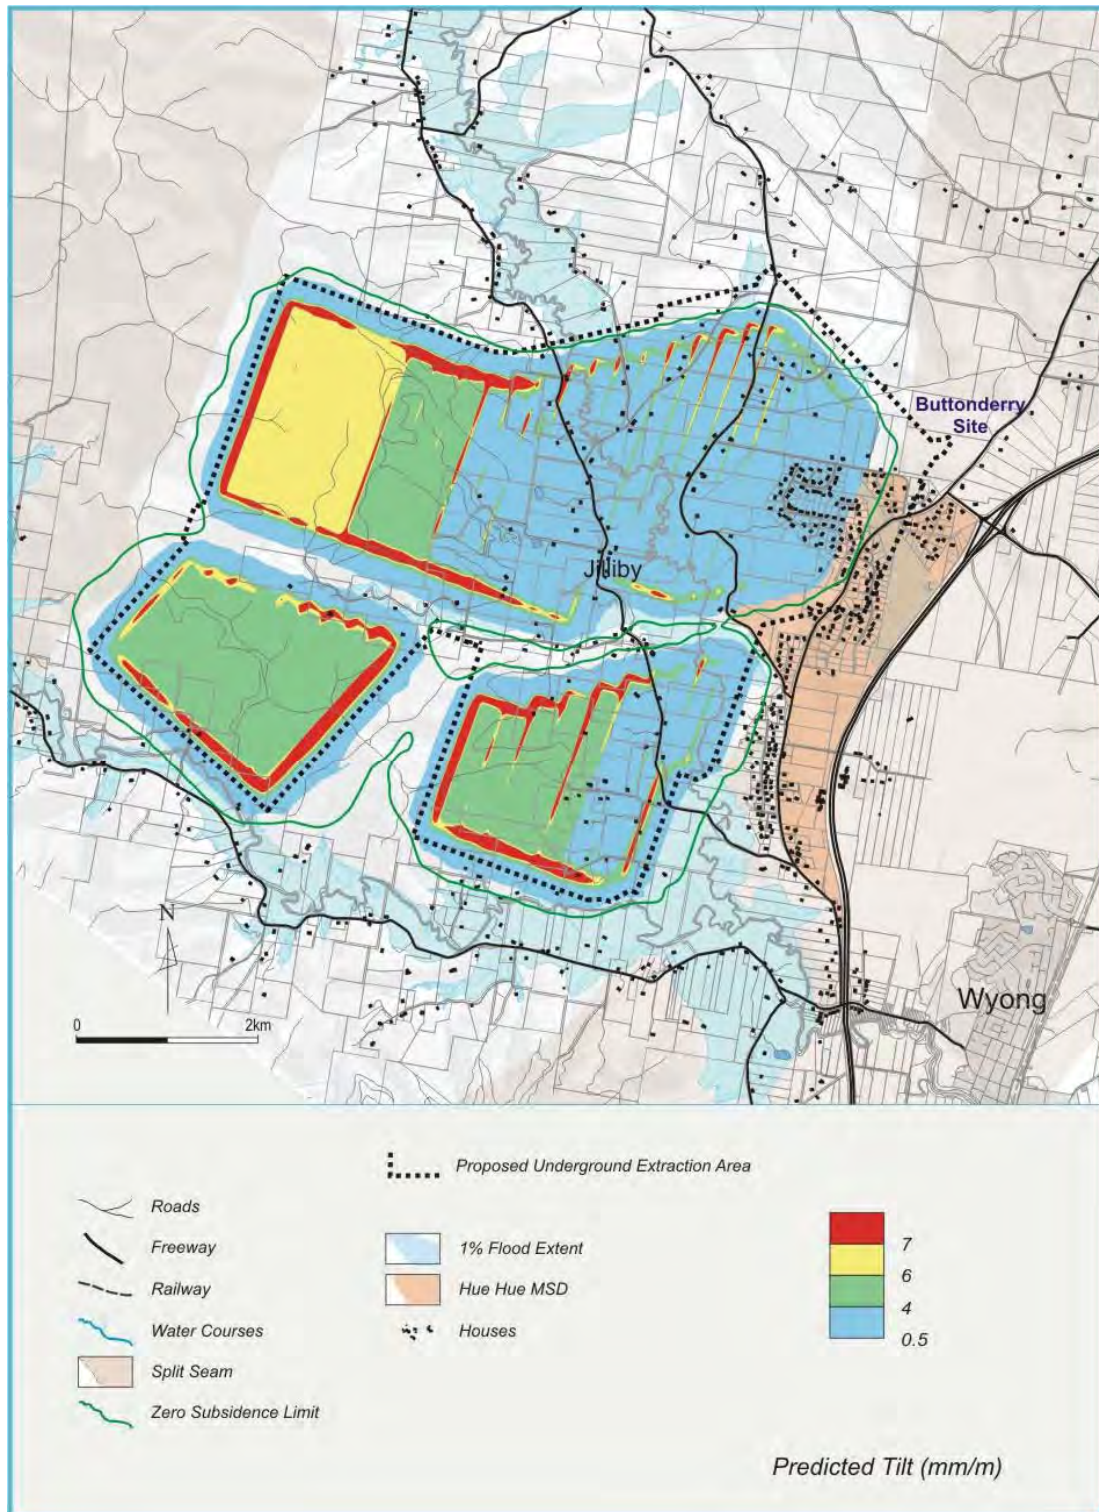 Buttonderry
Site
Jilliby
N
0 2km
Wyong
Proposed Underground Extraction Area
Roads
Freeway
1% Flood Extent
7
Railway
Hue Hue MSD
6
Water Courses
Houses
4
0.5
Split Seam
Zero Subsidence Limit
Predicted Tilt (mm/m)